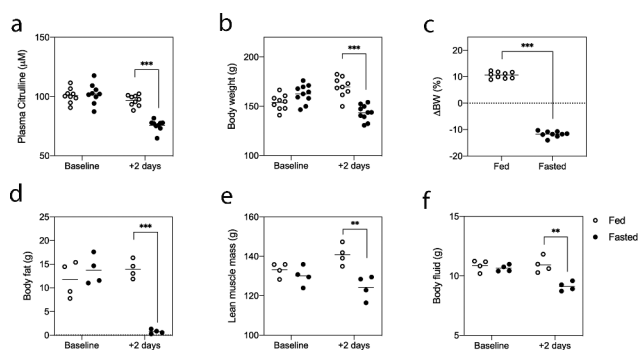 a
Plasma Citrulline (µM)
150
100
50
***
Baseline
+2 days
b
Body weight (g)
200
150
100
***
Baseline
+2 days
c
ΔBW (%)
20
10
0
-10
-20
***
Fed
Fasted
d
Body fat (g)
25
20
15
10
5
0
***
Baseline
+2 days
e
Lean muscle mass (g)
160
140
120
100
**
Baseline
+2 days
f
Body fluid (g)
15
10
5
**
Baseline
+2 days
Fed
Fasted